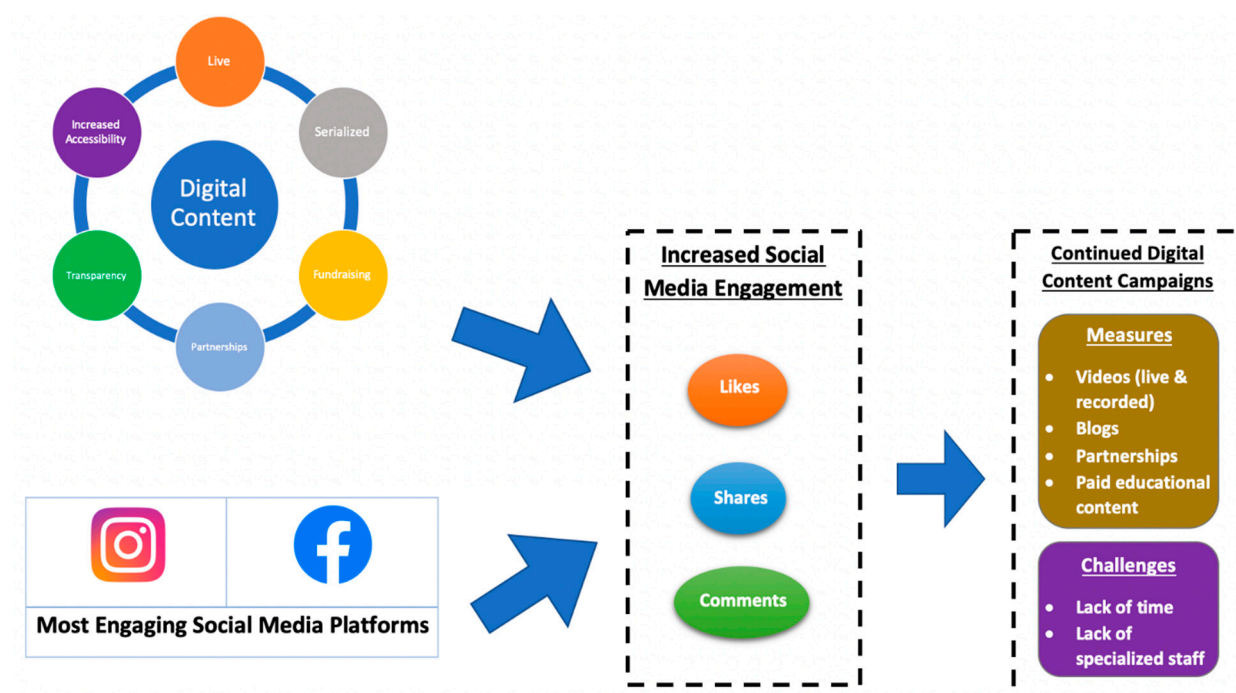 Live
Serialized
Fundraising
Partnerships
Transparency
Increased
Accessibility
Digital
Content
Most Engaging Social Media Platforms
Increased Social
Media Engagement
Likes
Shares
Comments
Continued Digital
Content Campaigns
Measures
• Videos (live &
recorded)
• Blogs
• Partnerships
• Paid educational
content
Challenges
• Lack of time
• Lack of
specialized staff